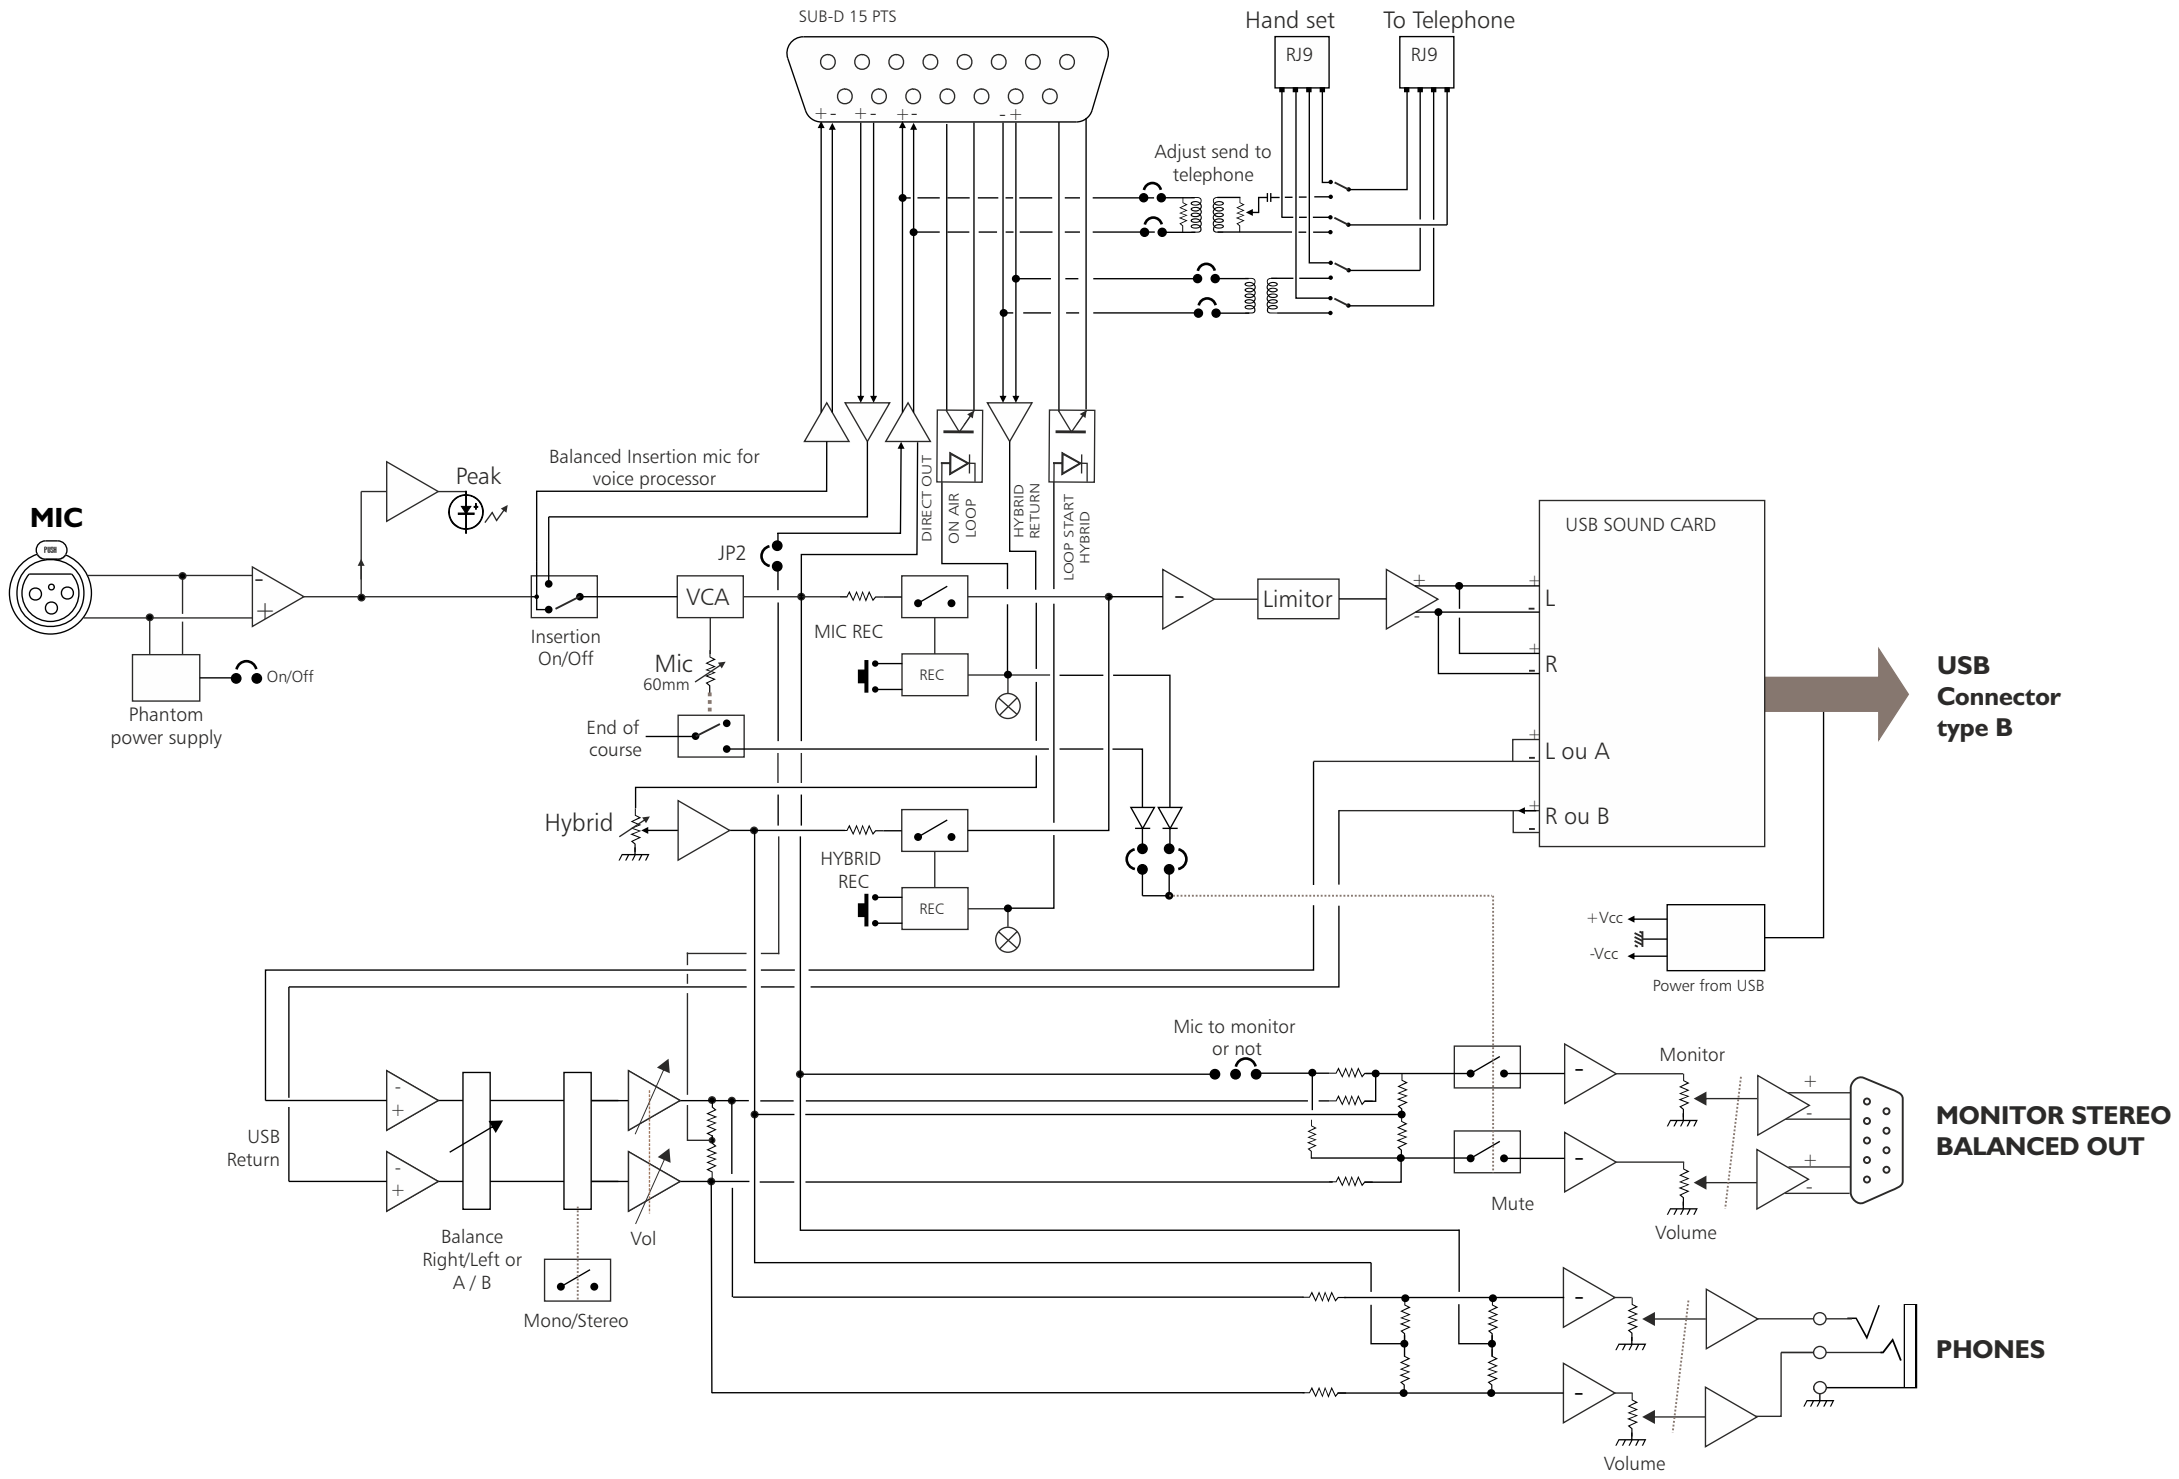 SUB-D 15 PTS
Hand set
To Telephone
RJ9
RJ9
+ -
+ -
+ -
- +
Adjust send to
telephone
Balanced Insertion mic for
voice processor
Peak
MIC
PUSH
-
+
On/Off
Phantom
power supply
Insertion
On/Off
JP2
VCA
Mic
60mm
End of
course
DIRECT OUT
ON AIR
LOOP
HYBRID
RETURN
LOOP START
HYBRID
MIC REC
REC
-
Limitor
+
-
USB SOUND CARD
+
L
-
+
R
-
+
L ou A
-
+
R ou B
-
USB
Connector
type B
Hybrid
HYBRID
REC
REC
+Vcc
-Vcc
Power from USB
USB
Return
-
+
-
+
Balance
Right/Left or
A / B
Mono/Stereo
Vol
Mic to monitor
or not
Mute
-
-
Monitor
Volume
+
-
+
-
MONITOR STEREO
BALANCED OUT
-
-
Volume
PHONES